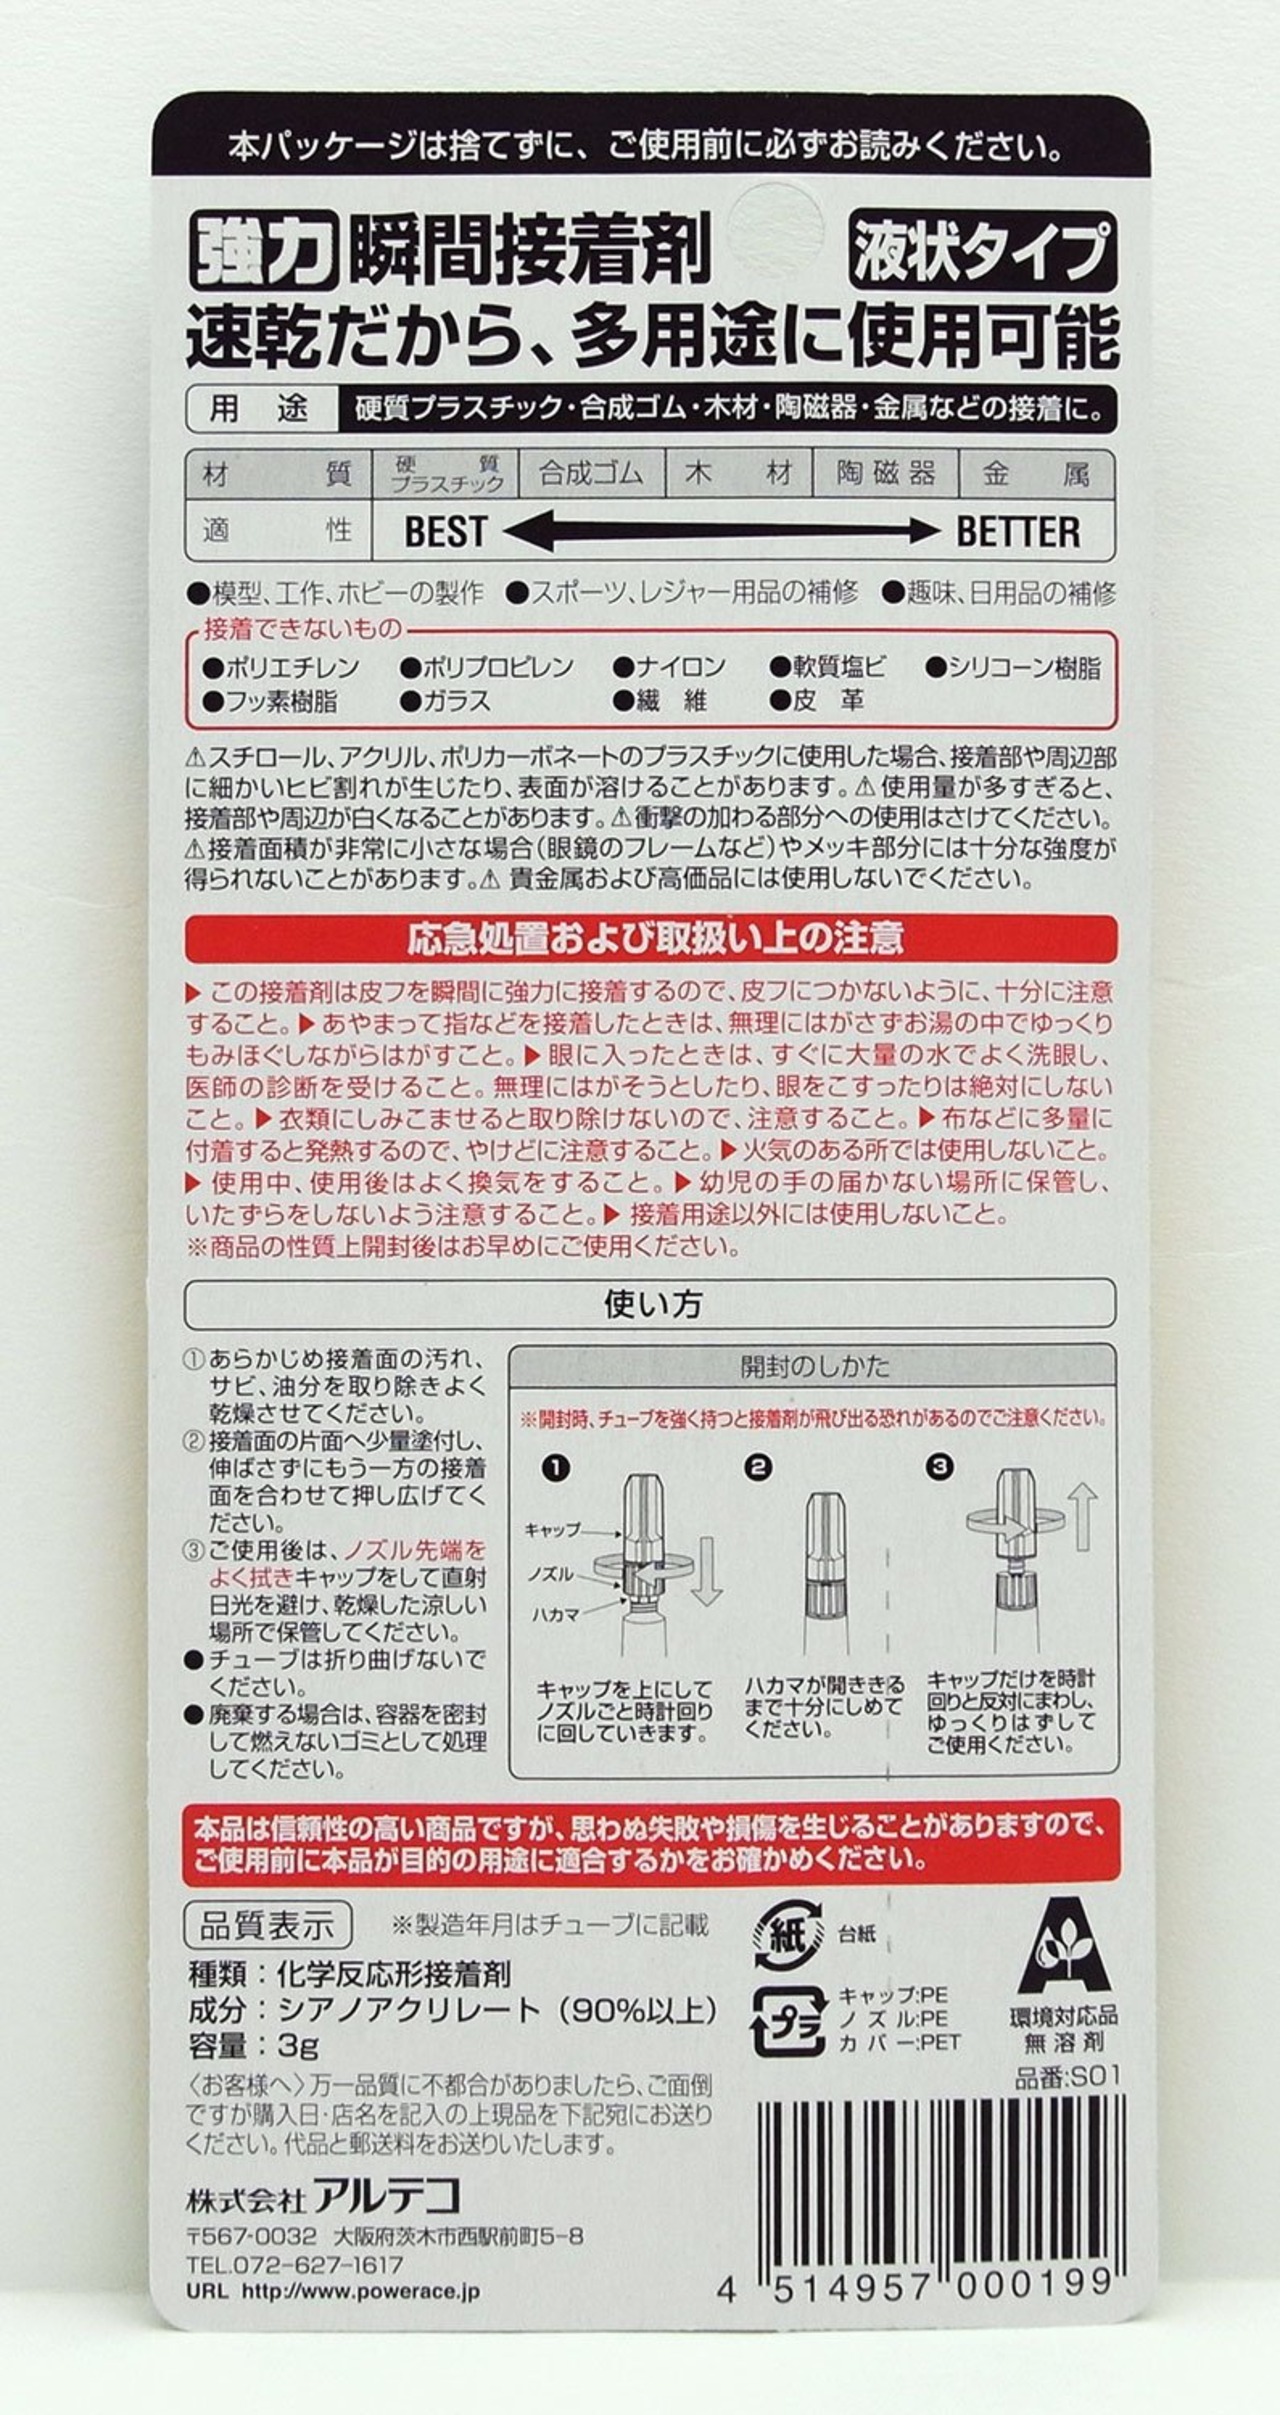 本パッケージは捨てずに、ご使用前に必ずお読みください。
強力 瞬間接着剤 液状タイプ
速乾だから、多用途に使用可能
用途 硬質プラスチック・合成ゴム・木材・陶磁器・金属などの接着に。
材質 硬質プラスチック 合成ゴム 木材 陶磁器 金属
適性 BEST BETTER
●模型、工作、ホビーの製作 ●スポーツ、レジャー用品の補修 ●趣味、日用品の補修
接着できないもの
●ポリエチレン ●ポリプロピレン ●ナイロン ●軟質塩ビ ●シリコーン樹脂
●フッ素樹脂 ●ガラス ●繊維 ●皮革
⚠スチロール、アクリル、ポリカーボネートのプラスチックに使用した場合、接着部や周辺部
に細かいヒビ割れが生じたり、表面が溶けることがあります。⚠使用量が多すぎると、
接着部や周辺が白くなることがあります。⚠衝撃の加わる部分への使用はさけてください。
⚠接着面積が非常に小さな場合(眼鏡のフレームなど)やメッキ部分には十分な強度が
得られないことがあります。⚠貴金属および高価品には使用しないでください。
応急処置および取扱い上の注意
▶この接着剤は皮フを瞬間に強力に接着するので、皮フにつかないように、十分に注意
すること。▶あやまって指などを接着したときは、無理にはがさずお湯の中でゆっくり
もみほぐしながらはがすこと。▶眼に入ったときは、すぐに大量の水でよく洗眼し、
医師の診断を受けること。無理にはがそうとしたり、眼をこすったりは絶対にしない
こと。▶衣類にしみこませると取り除けないので、注意すること。▶布などに多量に
付着すると発熱するので、やけどに注意すること。▶火気のある所では使用しないこと。
▶使用中、使用後はよく換気をすること。▶幼児の手の届かない場所に保管し、
いたずらをしないよう注意すること。▶接着用途以外には使用しないこと。
※商品の性質上開封後はお早めにご使用ください。
使い方
①あらかじめ接着面の汚れ、
サビ、油分を取り除きよく
乾燥させてください。
②接着面の片面へ少量塗付し、
伸ばさずにもう一方の接着
面を合わせて押し広げてく
ださい。
③ご使用後は、ノズル先端を
よく拭きキャップをして直射
日光を避け、乾燥した涼しい
場所で保管してください。
●チューブは折り曲げないで
ください。
●廃棄する場合は、容器を密封
して燃えないゴミとして処理
してください。
開封のしかた
※開封時、チューブを強く持つと接着剤が飛び出る恐れがあるのでご注意ください。
❶ ❷ ❸
キャップ
ノズル
ハカマ
キャップを上にして
ノズルごと時計回り
に回していきます。
ハカマが開ききる
まで十分にしめて
ください。
キャップだけを時計
回りと反対にまわし、
ゆっくりはずして
ご使用ください。
本品は信頼性の高い商品ですが、思わぬ失敗や損傷を生じることがありますので、
ご使用前に本品が目的の用途に適合するかをお確かめください。
品質表示 ※製造年月はチューブに記載
種類：化学反応形接着剤
成分：シアノアクリレート（90%以上）
容量：3g
〈お客様へ〉万一品質に不都合がありましたら、ご面倒
ですが購入日・店名を記入の上現品を下記宛にお送り
ください。代品と郵送料をお送りいたします。
株式会社アルテコ
〒567-0032 大阪府茨木市西駅前町5-8
TEL.072-627-1617
URL http://www.powerace.jp
紙 台紙
プラ キャップ:PE
ノズル:PE
カバー:PET
環境対応品
無溶剤
品番:S01
4 514957 000199